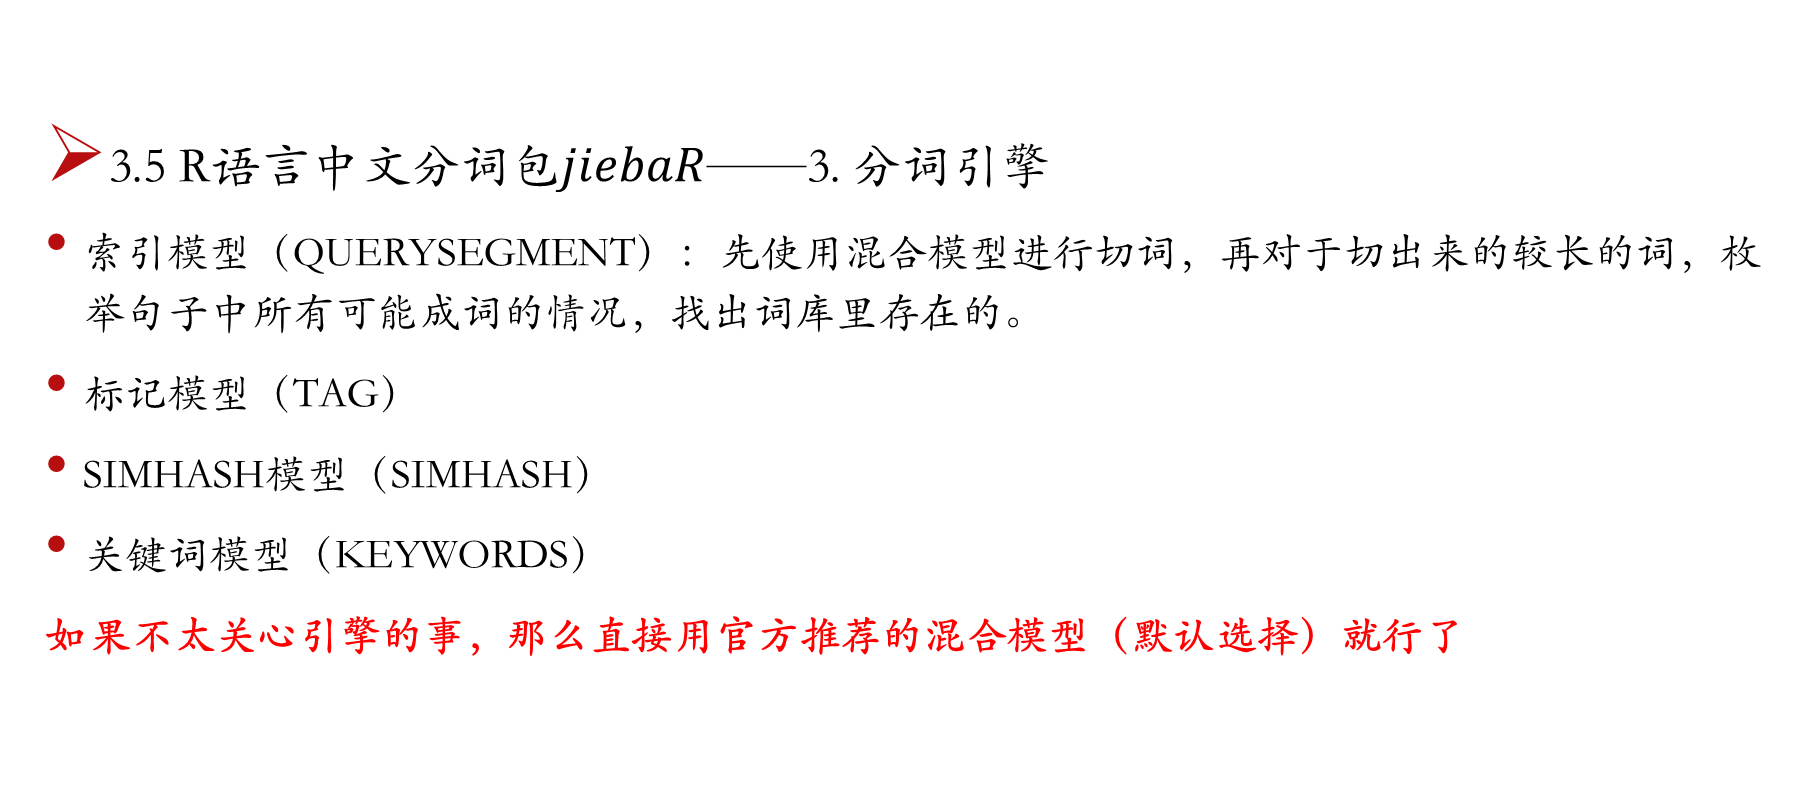 3.5 R语言中文分词包jiebaR——3. 分词引擎
索引模型（QUERYSEGMENT）：先使用混合模型进行切词，再对于切出来的较长的词，枚
举句子中所有可能成词的情况，找出词库里存在的。
标记模型（TAG）
SIMHASH模型（SIMHASH）
关键词模型（KEYWORDS）
如果不太关心引擎的事，那么直接用官方推荐的混合模型（默认选择）就行了